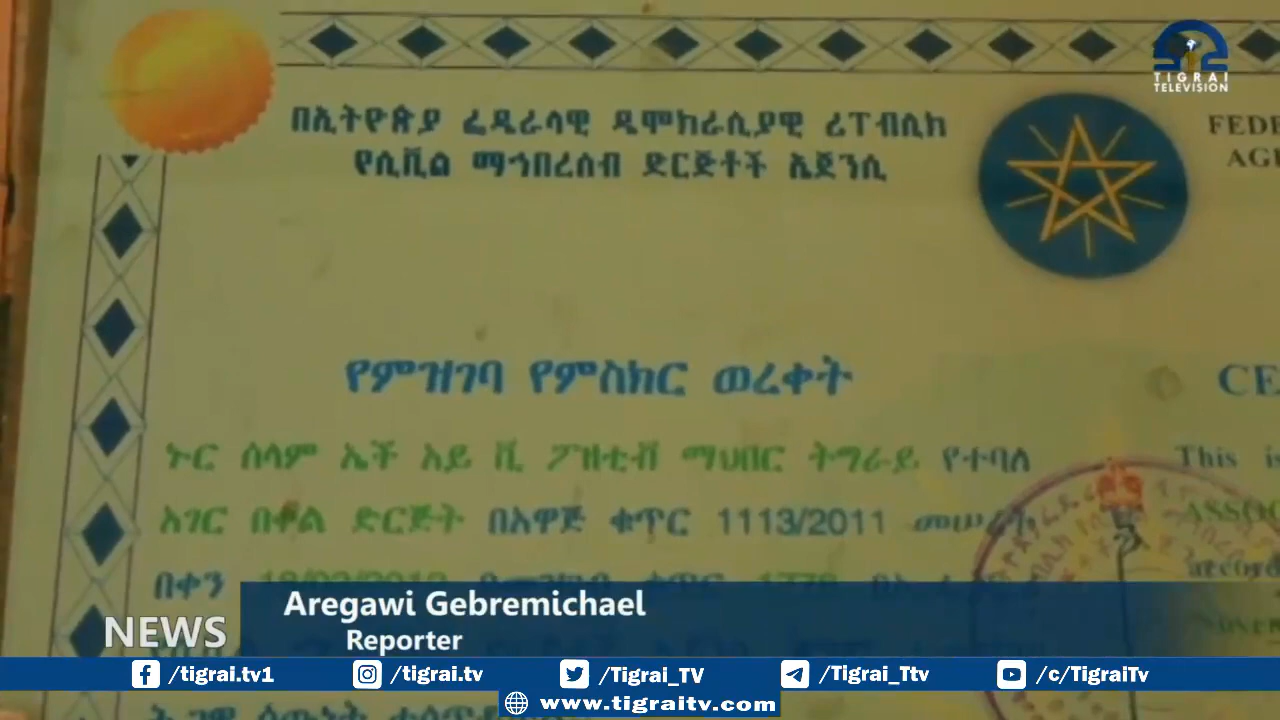 TIGRAI
TELEVISION
በኢትዮጵያ ፌዴራላዊ ዲሞክራሲያዊ ሪፐብሊክ
የሲቪል ማኅበረሰብ ድርጅቶች ኤጀንሲ
FEDE
AGE
የምዝገባ የምስክር ወረቀት
CE
ኑር ሰላም ኤች አይ ቪ ፖዘቲቭ ማህበር ትግራይ የተባለ
This is
አገር በቀል ድርጅት በአዋጅ ቁጥር 1113/2011 መሠረት
ASSOC
በቀን
Aregawi Gebremichael
NEWS
Reporter
/tigrai.tv1 /tigrai.tv /Tigrai_TV /Tigrai_Ttv /c/TigraiTv
www.tigraitv.com